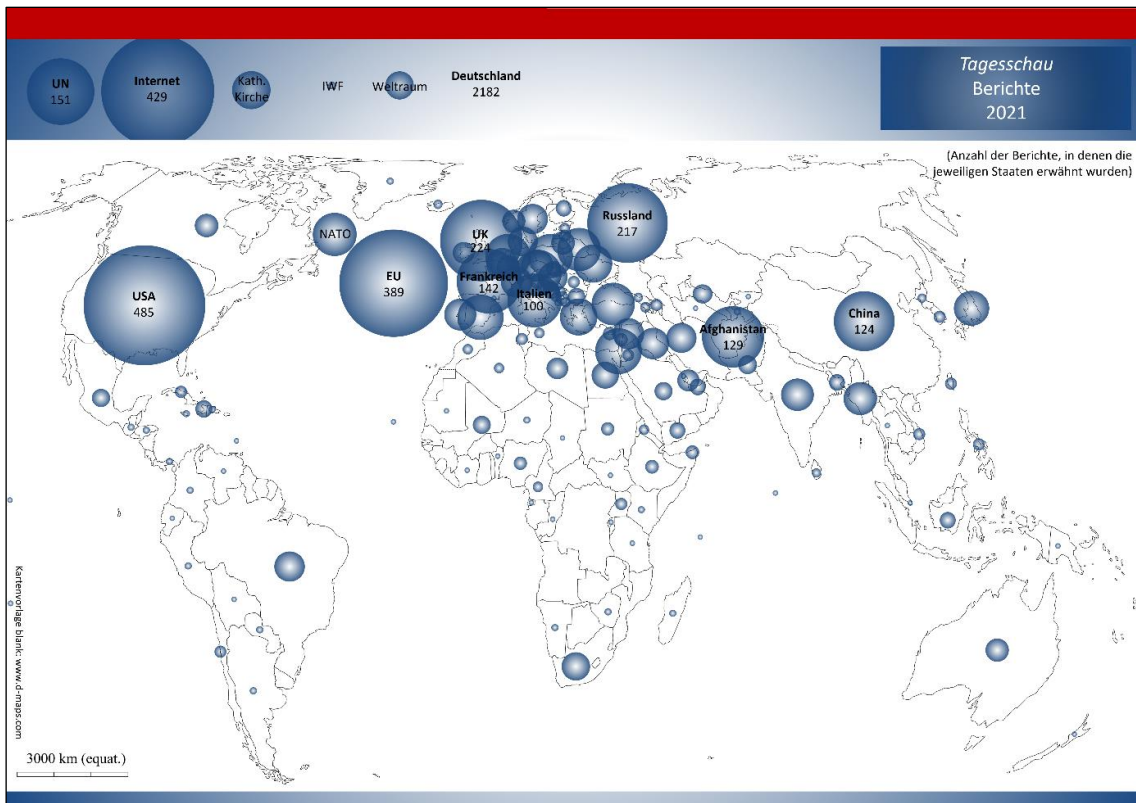 UN
151
Internet
429
Kath.
Kirche
IWF
Weltraum
Deutschland
2182
Tagesschau
Berichte
2021
(Anzahl der Berichte, in denen die
jeweiligen Staaten erwähnt wurden)
NATO
UK
224
Russland
217
EU
389
Frankreich
142
Italien
100
USA
485
Afghanistan
129
China
124
Kartenvorlage blank: www.d-maps.com
3000 km (equat.)